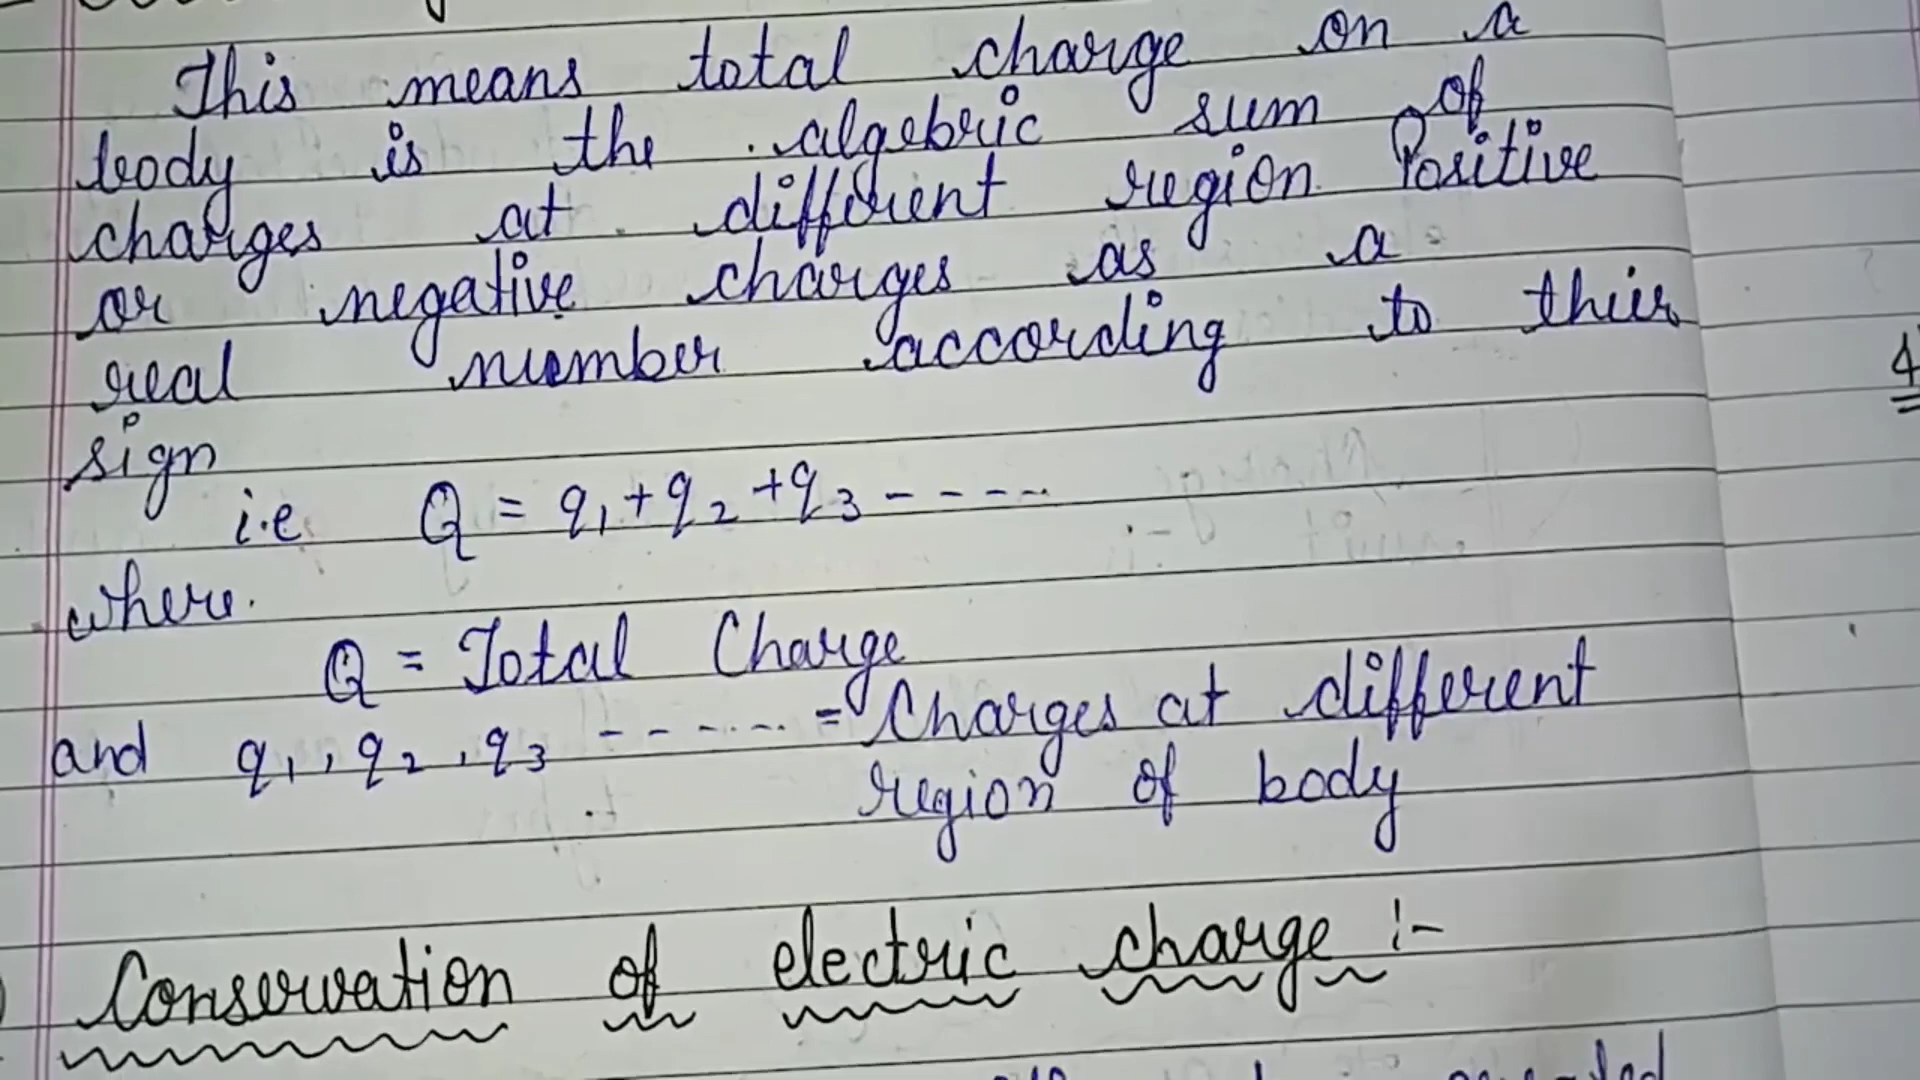 This means total charge on a
body is the algebric sum of
charges at different region Positive
or negative charges as a
real number according to their
sign
i.e Q = q₁ + q₂ + q₃ - - - -
where.
Q = Total Charge
and q₁, q₂, q₃ - - - - - - = Charges at different
region of body
Conservation of electric charge :-
4